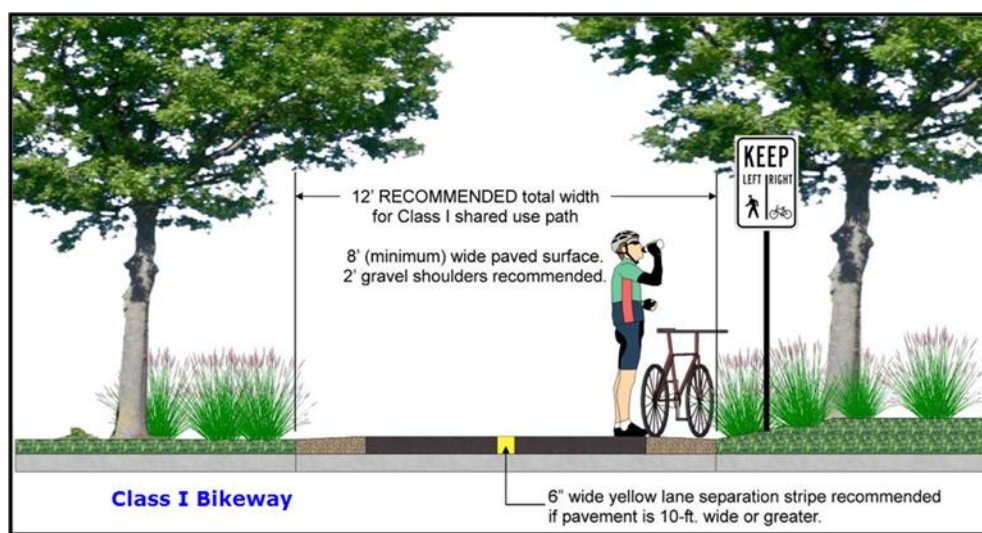 KEEP
LEFT RIGHT
12' RECOMMENDED total width
for Class I shared use path
8' (minimum) wide paved surface.
2' gravel shoulders recommended.
Class I Bikeway
6" wide yellow lane separation stripe recommended
if pavement is 10-ft. wide or greater.